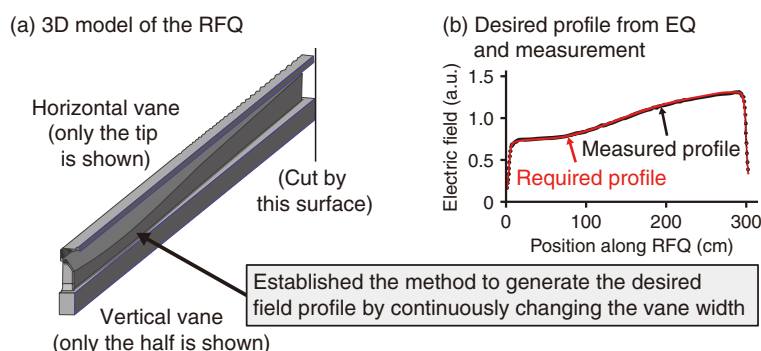 (a) 3D model of the RFQ
Horizontal vane
(only the tip
is shown)
(Cut by
this surface)
Vertical vane
(only the half is shown)
(b) Desired profile from EQ
and measurement
Electric field (a.u.)
1.5
1.0
0.5
0
0
100
200
300
Position along RFQ (cm)
Measured profile
Required profile
Established the method to generate the desired
field profile by continuously changing the vane width